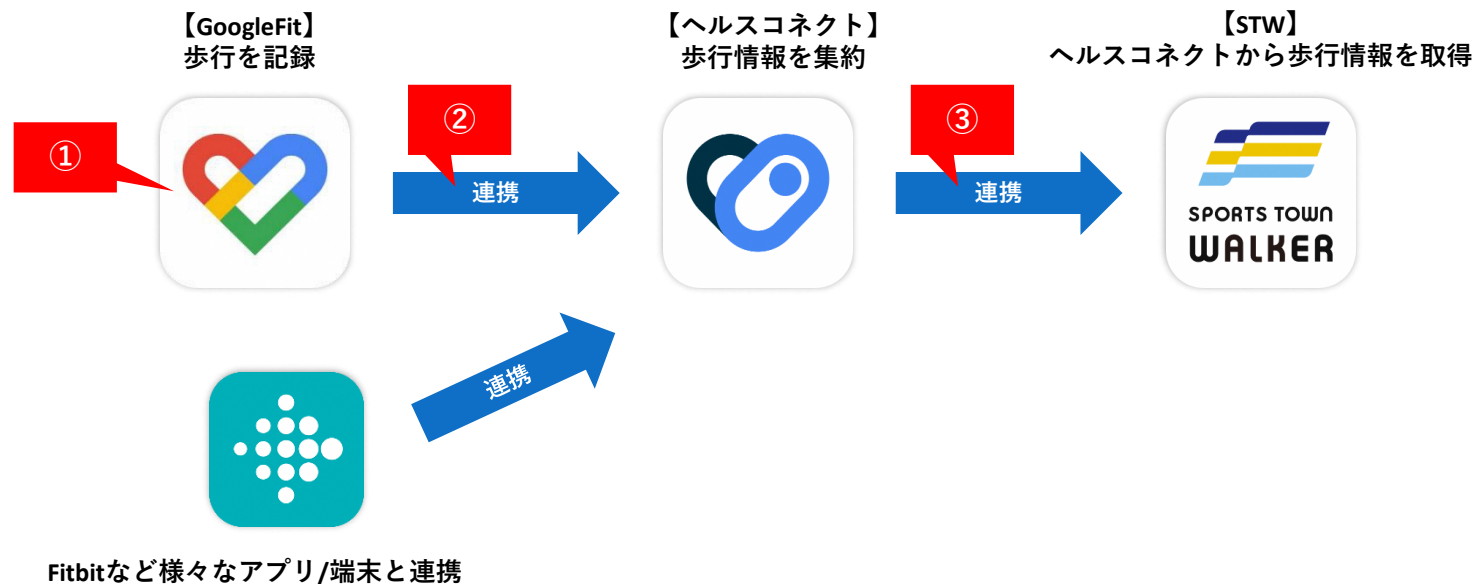 【GoogleFit】
歩行を記録
【ヘルスコネクト】
歩行情報を集約
【STW】
ヘルスコネクトから歩行情報を取得
①
②
連携
③
連携
SPORTS TOWN
WALKER
連携
Fitbitなど様々なアプリ/端末と連携